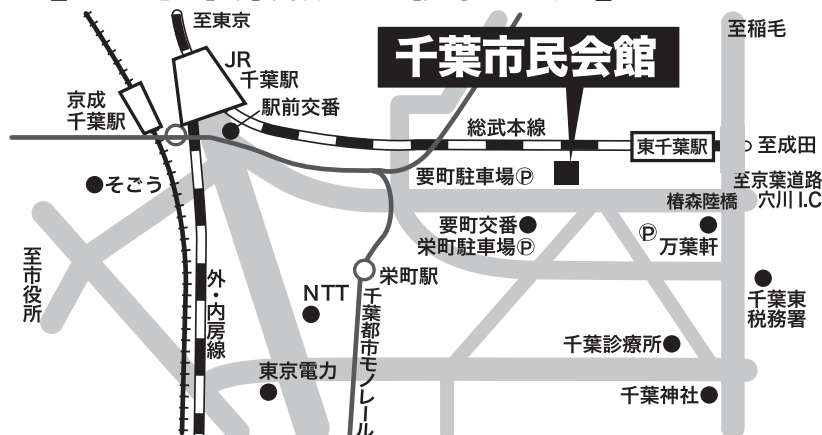 至東京
至稲毛
千葉市民会館
JR
千葉駅
京成
千葉駅
駅前交番
総武本線
東千葉駅
至成田
そごう
要町駐車場Ⓟ
至京葉道路
穴川I.C
椿森陸橋
要町交番
栄町駐車場Ⓟ
Ⓟ
万葉軒
至市役所
外・内房線
栄町駅
NTT
千葉都市モノレール
千葉東
税務署
千葉診療所
東京電力
千葉神社